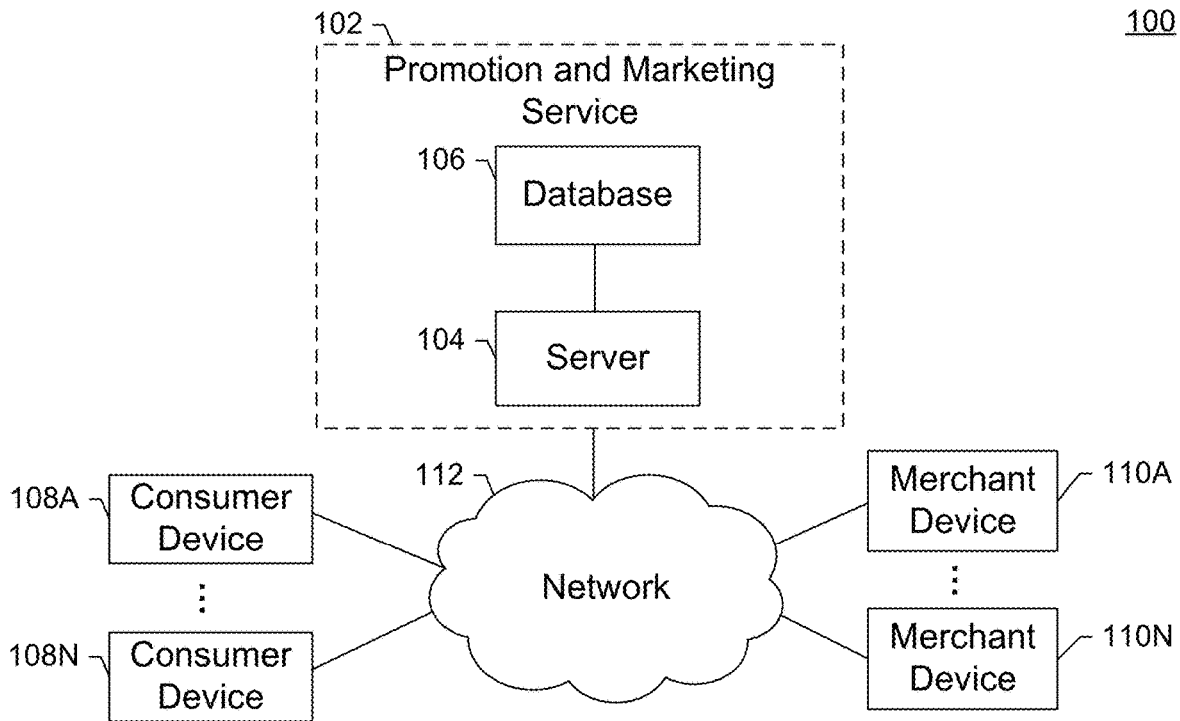 102
100
Promotion and Marketing
Service
106
Database
104
Server
112
108A
Consumer
Device
...
108N
Consumer
Device
Network
Merchant
Device
110A
...
Merchant
Device
110N